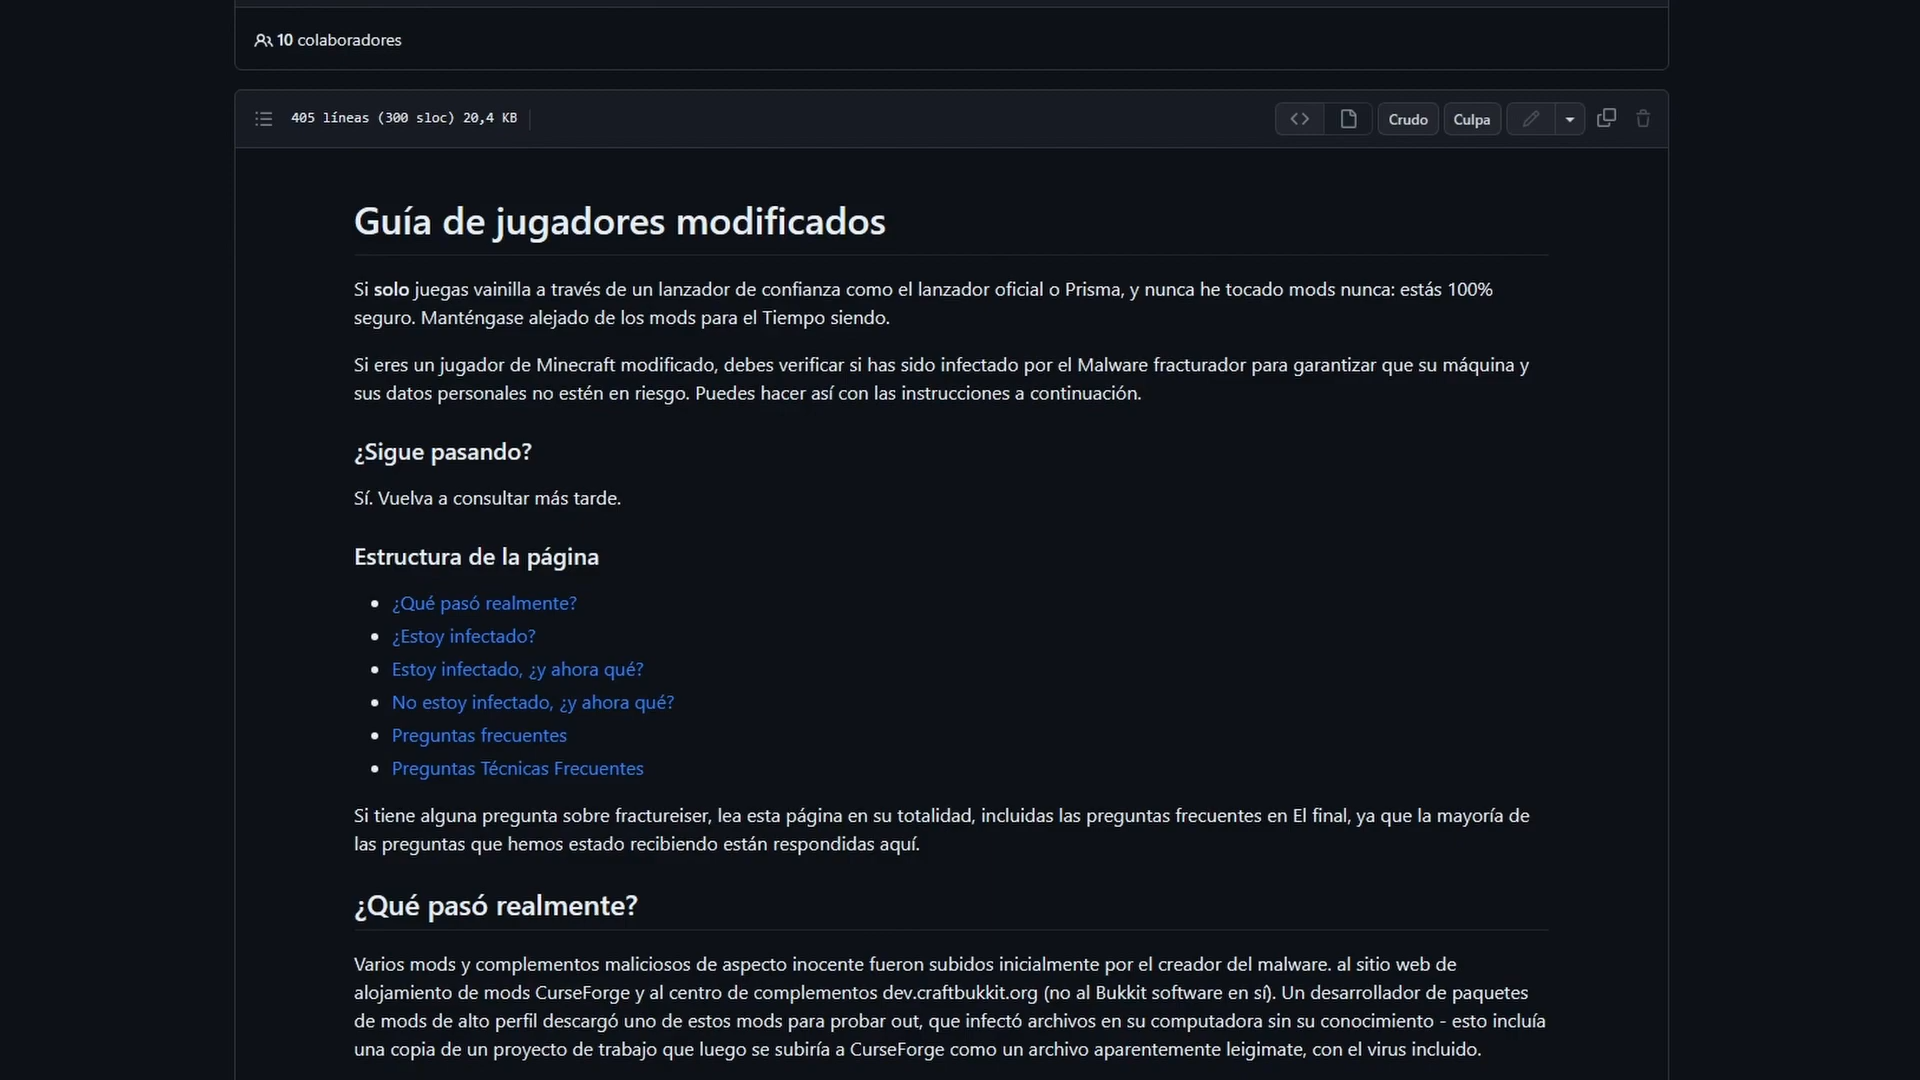 10 colaboradores
405 líneas (300 sloc) 20,4 KB
Crudo
Culpa
Guía de jugadores modificados
Si solo juegas vainilla a través de un lanzador de confianza como el lanzador oficial o Prisma, y nunca he tocado mods nunca: estás 100%
seguro. Manténgase alejado de los mods para el Tiempo siendo.
Si eres un jugador de Minecraft modificado, debes verificar si has sido infectado por el Malware fracturador para garantizar que su máquina y
sus datos personales no estén en riesgo. Puedes hacer así con las instrucciones a continuación.
¿Sigue pasando?
Sí. Vuelva a consultar más tarde.
Estructura de la página
¿Qué pasó realmente?
¿Estoy infectado?
Estoy infectado, ¿y ahora qué?
No estoy infectado, ¿y ahora qué?
Preguntas frecuentes
Preguntas Técnicas Frecuentes
Si tiene alguna pregunta sobre fractureiser, lea esta página en su totalidad, incluidas las preguntas frecuentes en El final, ya que la mayoría de
las preguntas que hemos estado recibiendo están respondidas aquí.
¿Qué pasó realmente?
Varios mods y complementos maliciosos de aspecto inocente fueron subidos inicialmente por el creador del malware. al sitio web de
alojamiento de mods CurseForge y al centro de complementos dev.craftbukkit.org (no al Bukkit software en sí). Un desarrollador de paquetes
de mods de alto perfil descargó uno de estos mods para probar out, que infectó archivos en su computadora sin su conocimiento - esto incluía
una copia de un proyecto de trabajo que luego se subiría a CurseForge como un archivo aparentemente leigimate, con el virus incluido.